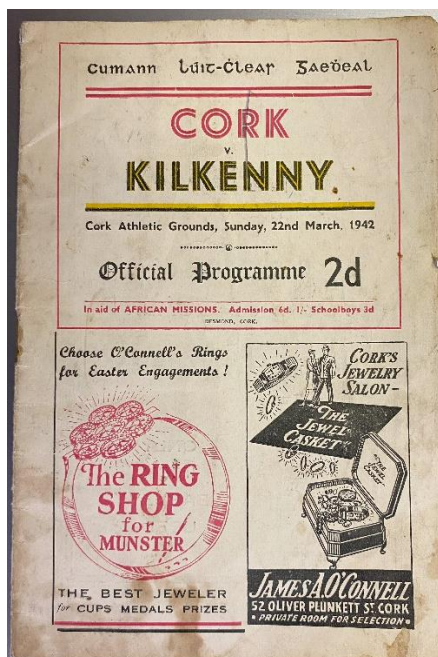 Cumann Lúit-Cleas Gaedeal
CORK
v.
KILKENNY
Cork Athletic Grounds, Sunday, 22nd March, 1942
Official Programme 2d
In aid of AFRICAN MISSIONS. Admission 6d. 1/- Schoolboys 3d
DESMOND, CORK.
Choose O'Connell's Rings
for Easter Engagements!
The RING
SHOP
for
MUNSTER
THE BEST JEWELER
for CUPS MEDALS PRIZES
CORK'S
JEWELRY
SALON-
"THE
JEWEL
CASKET"
"THE
JEWEL
CASKET"
JAMES A. O'CONNELL
52 OLIVER PLUNKETT ST. CORK
• PRIVATE ROOM FOR SELECTION •